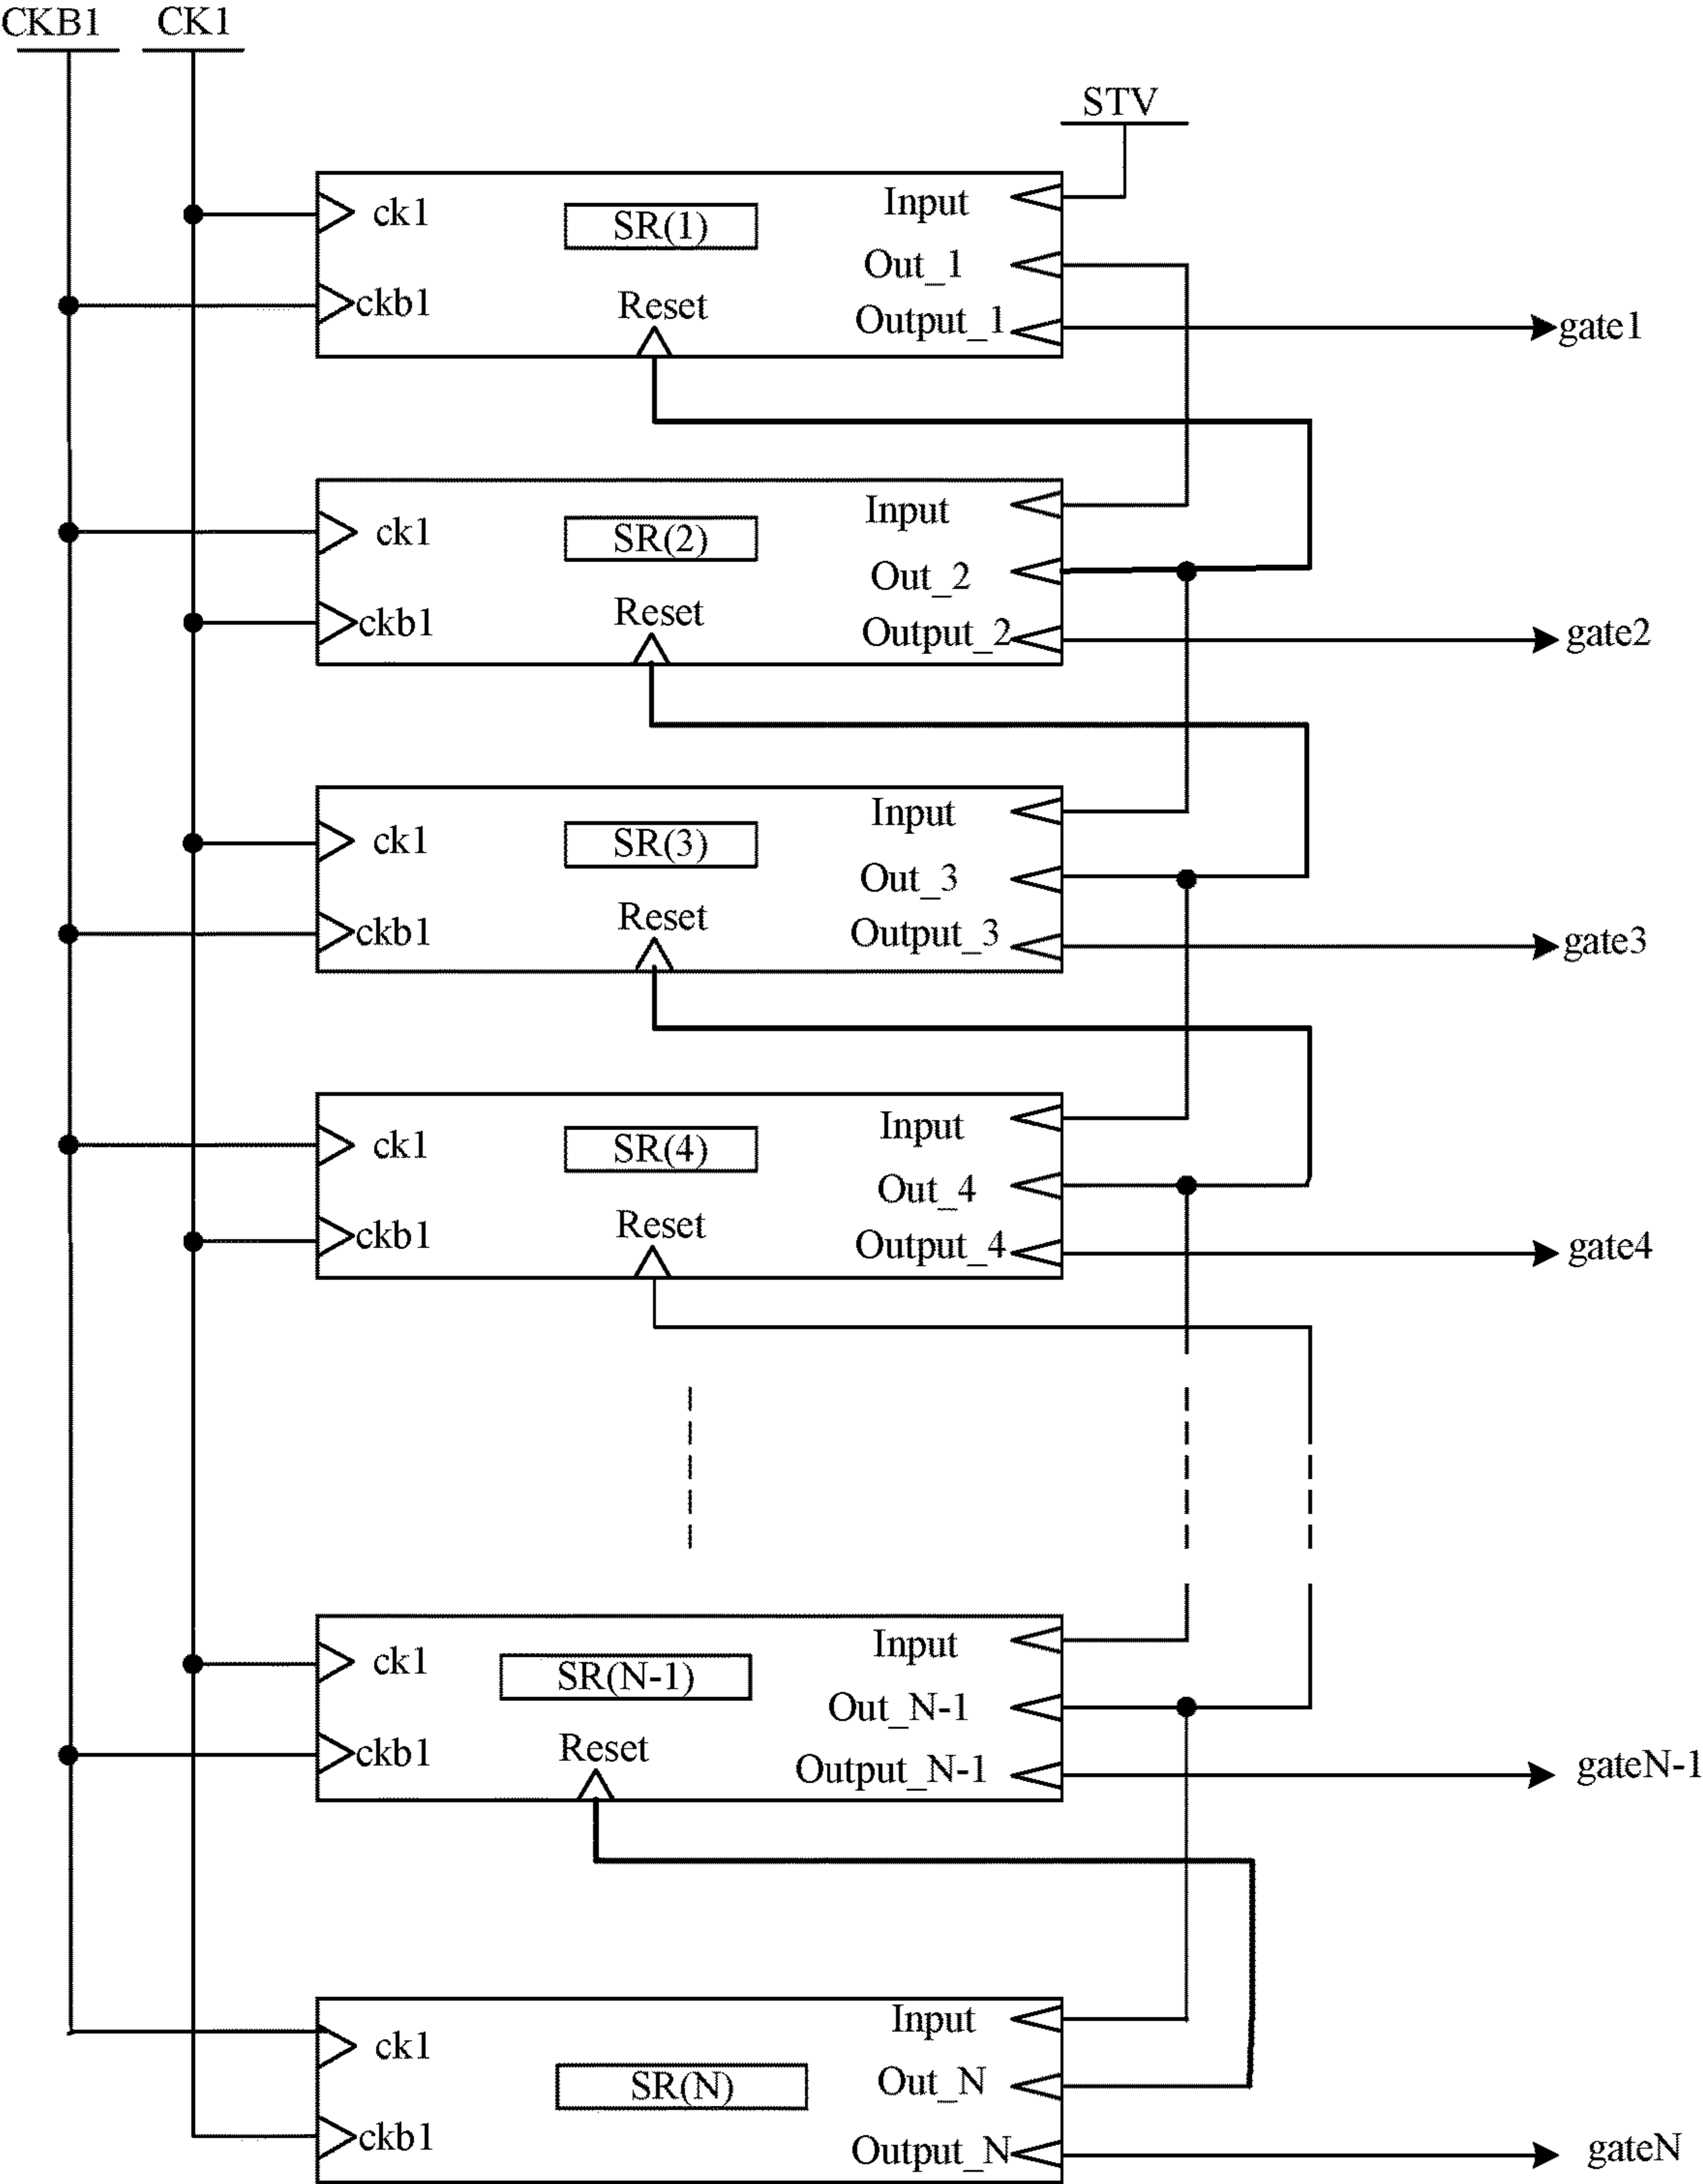 CKB1 CK1
STV
ck1 SR(1) Input
Out_1
ckb1 Reset Output_1 gate1
ck1 SR(2) Input
Out_2
ckb1 Reset Output_2 gate2
ck1 SR(3) Input
Out_3
ckb1 Reset Output_3 gate3
ck1 SR(4) Input
Out_4
ckb1 Reset Output_4 gate4
ck1 SR(N-1) Input
Out_N-1
ckb1 Reset Output_N-1 gateN-1
ck1 Input
SR(N) Out_N
ckb1 Output_N gateN